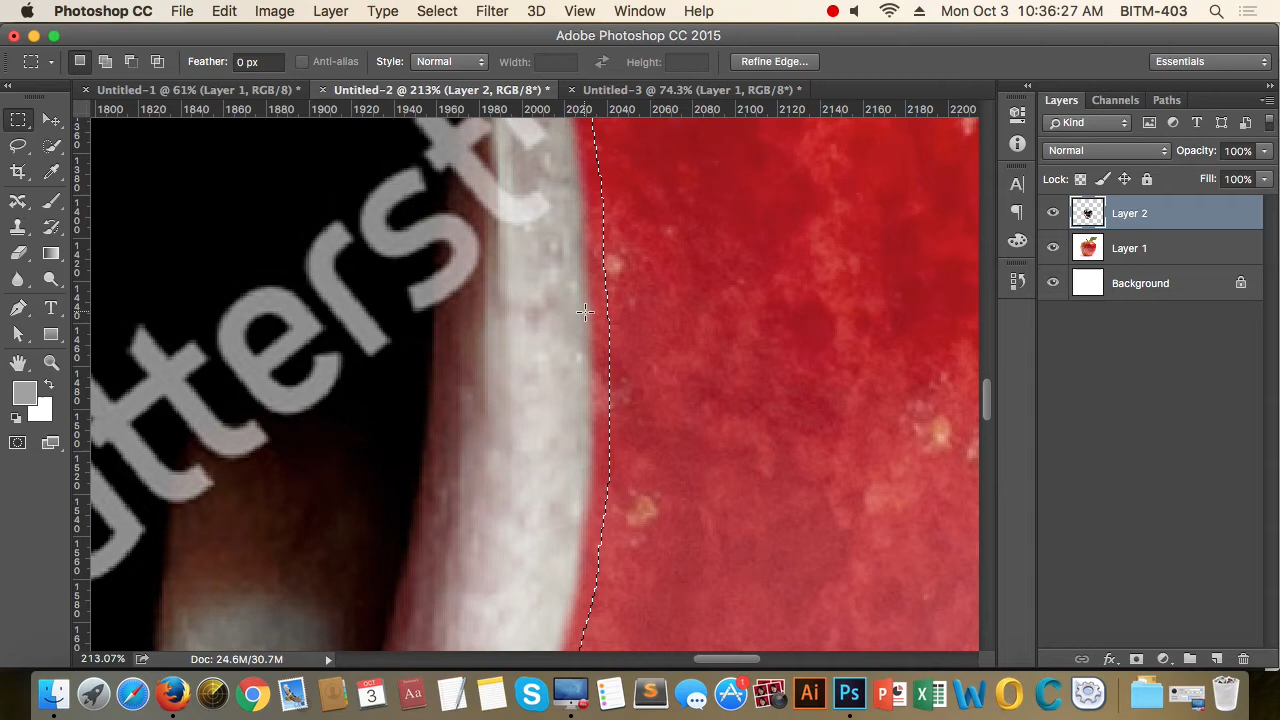 Photoshop CC File Edit Image Layer Type Select Filter 3D View Window Help Mon Oct 3 10:36:27 AM BITM-403
Adobe Photoshop CC 2015
Feather: 0 px Anti-alias Style: Normal Width: Height: Refine Edge... Essentials
Untitled-1 @ 61% (Layer 1, RGB/8) * Untitled-2 @ 213% (Layer 2, RGB/8*) * Untitled-3 @ 74.3% (Layer 1, RGB/8*) *
1800 1820 1840 1860 1880 1900 1920 1940 1960 1980 2000 2020 2040 2060 2080 2100 2120 2140 2160 2180 2200
Layers Channels Paths
Kind
Normal Opacity: 100%
Lock: Fill: 100%
Layer 2
Layer 1
Background
utterst
213.07% Doc: 24.6M/30.7M
OCT
3
1
Ai Ps